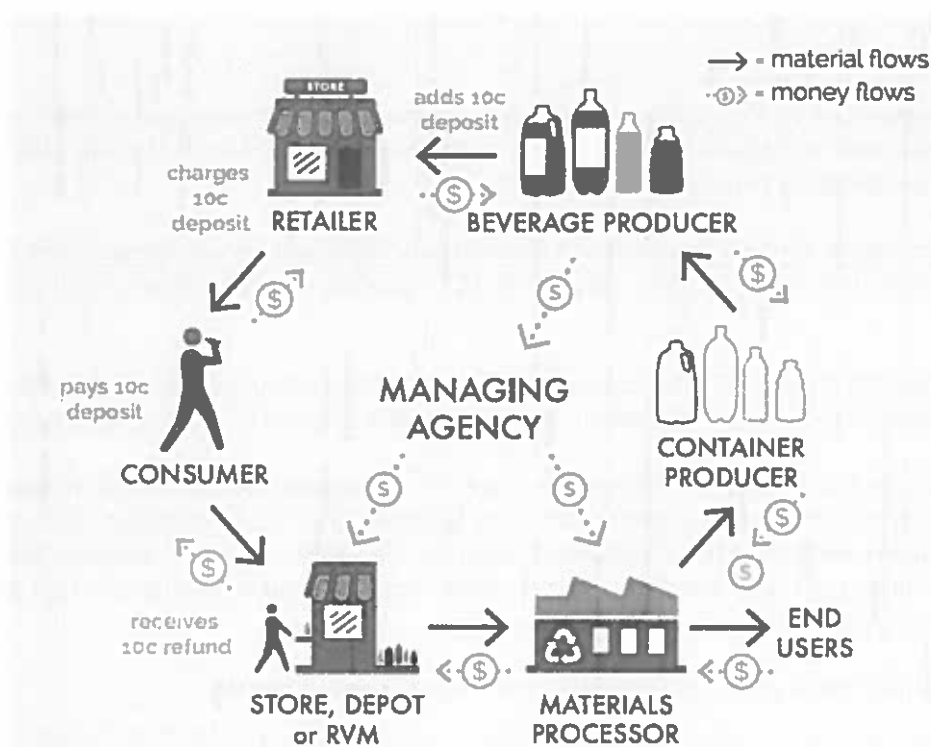 = material flows
= money flows
STORE
adds 10c
deposit
charges
10c
deposit
RETAILER
BEVERAGE PRODUCER
pays 10c
deposit
MANAGING
AGENCY
CONSUMER
CONTAINER
PRODUCER
receives
10c refund
END
USERS
STORE, DEPOT
or RVM
MATERIALS
PROCESSOR
$
$
$
$
$
$
$
$
$
$
$
$